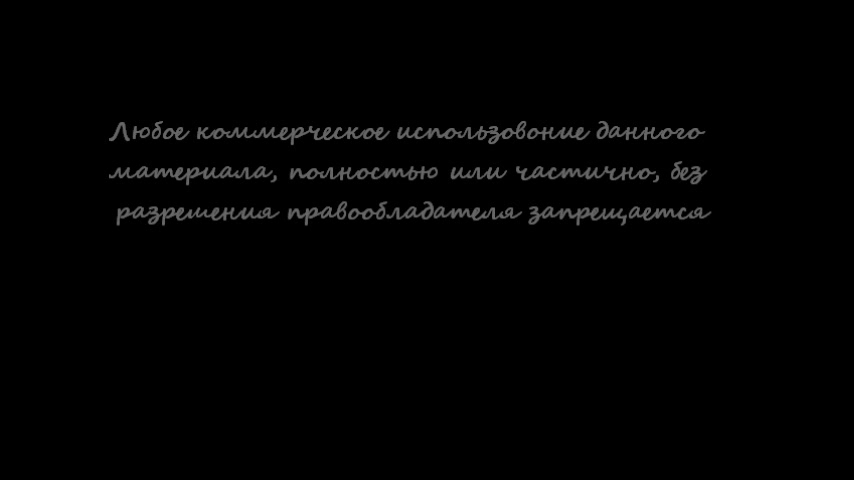 Любое коммерческое использовоние данного
материала, полностью или частично, без
разрешения правообладателя запрещается